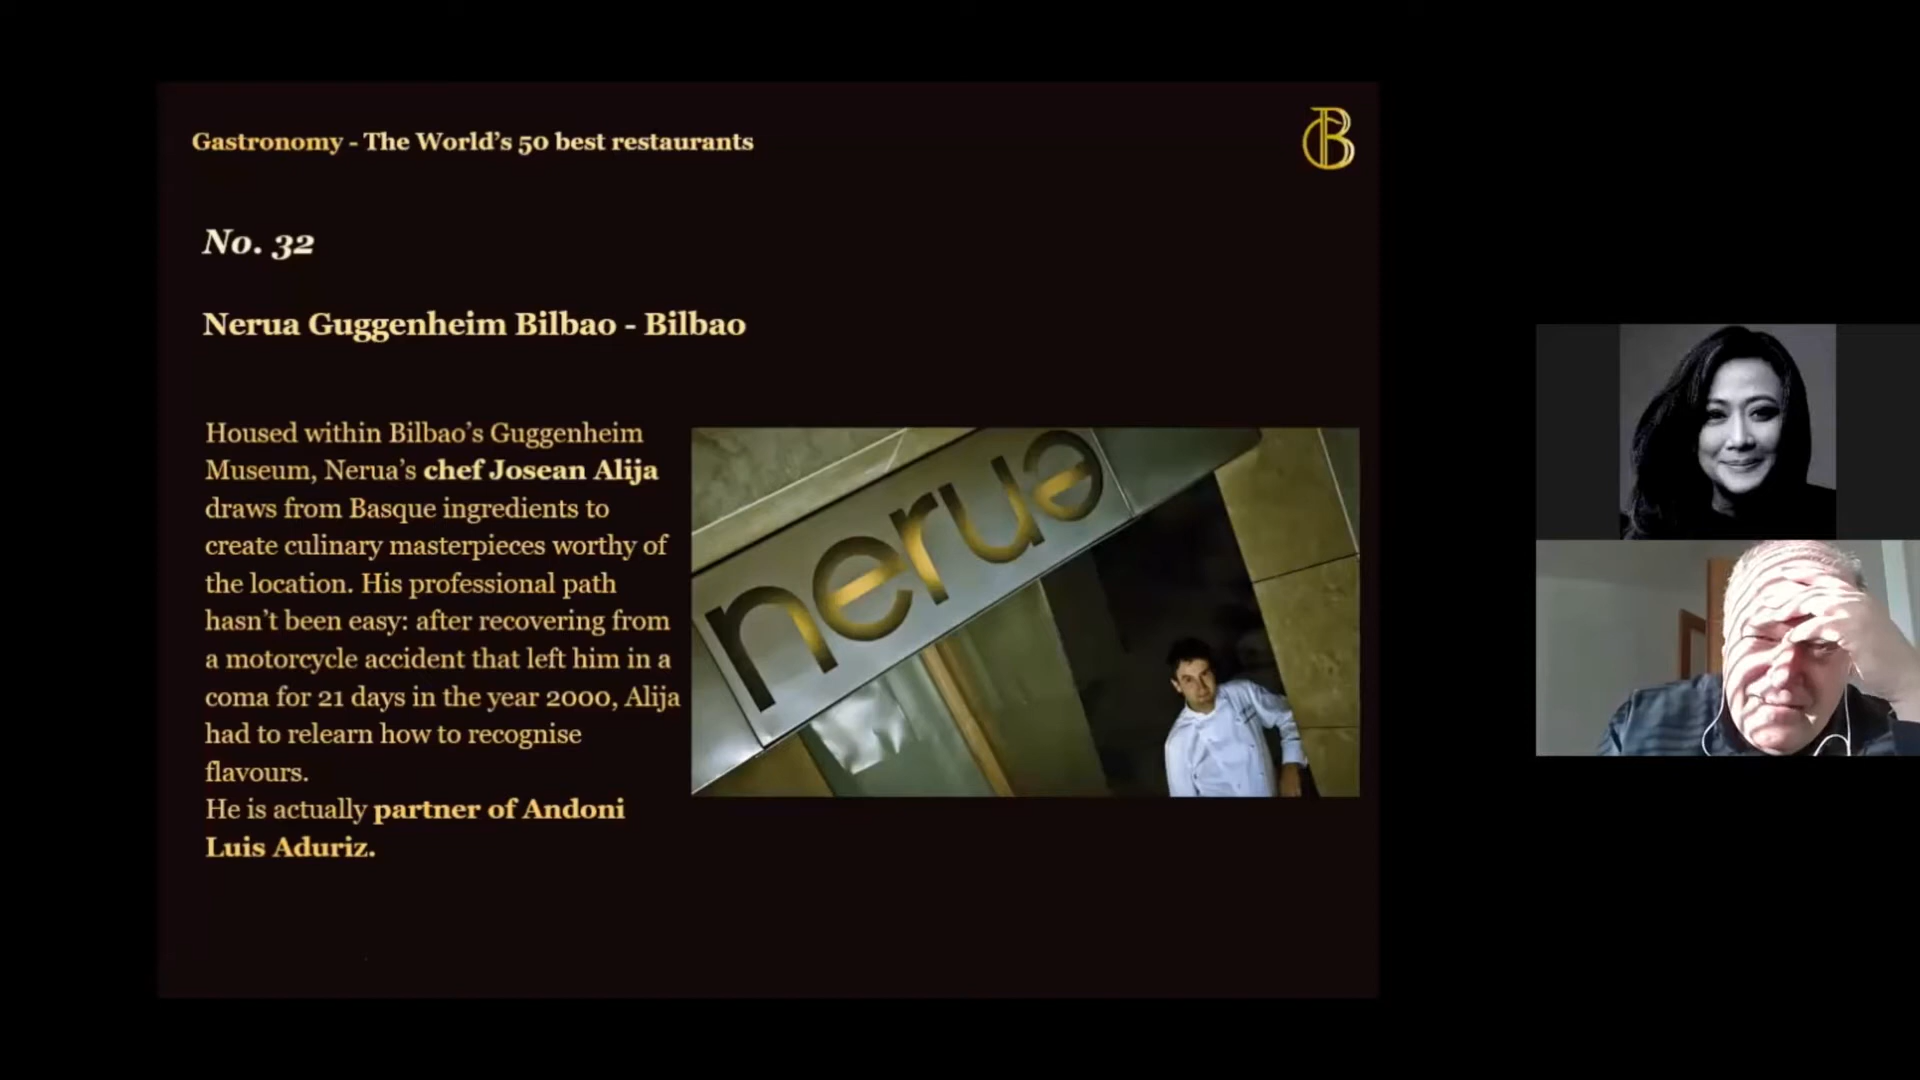 Gastronomy - The World's 50 best restaurants
B
No. 32
Nerua Guggenheim Bilbao - Bilbao
Housed within Bilbao's Guggenheim
Museum, Nerua's chef Josean Alija
draws from Basque ingredients to
create culinary masterpieces worthy of
the location. His professional path
hasn't been easy: after recovering from
a motorcycle accident that left him in a
coma for 21 days in the year 2000, Alija
had to relearn how to recognise
flavours.
He is actually partner of Andoni
Luis Aduriz.
nerua